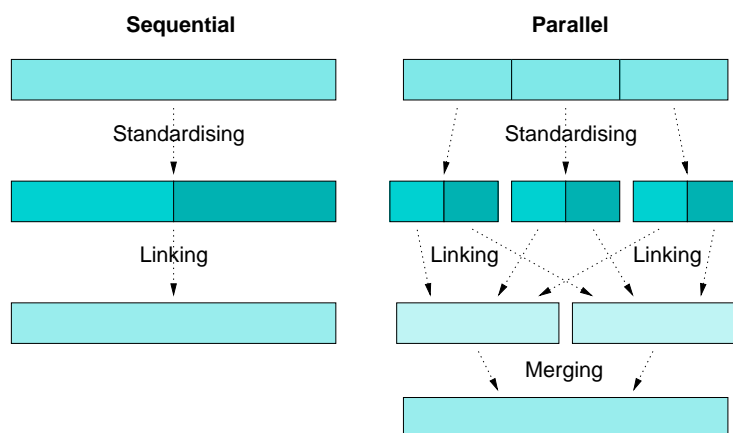 Sequential
Parallel
Standardising
Standardising
Linking
Linking
Linking
Merging